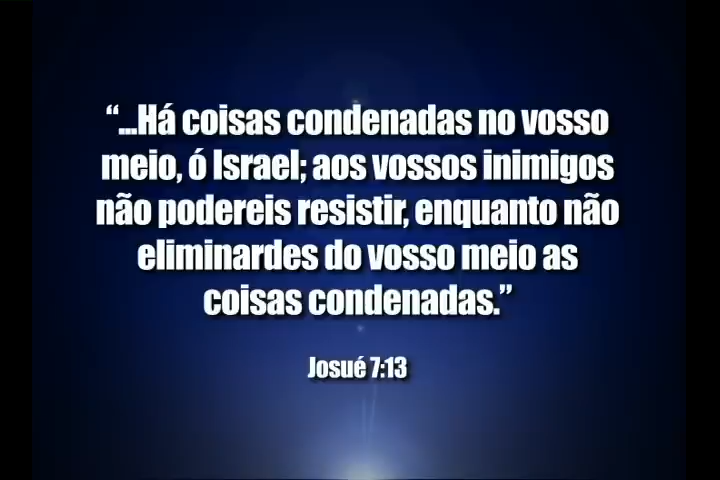 “...Há coisas condenadas no vosso
meio, ó Israel; aos vossos inimigos
não podereis resistir, enquanto não
eliminardes do vosso meio as
coisas condenadas.”
Josué 7:13